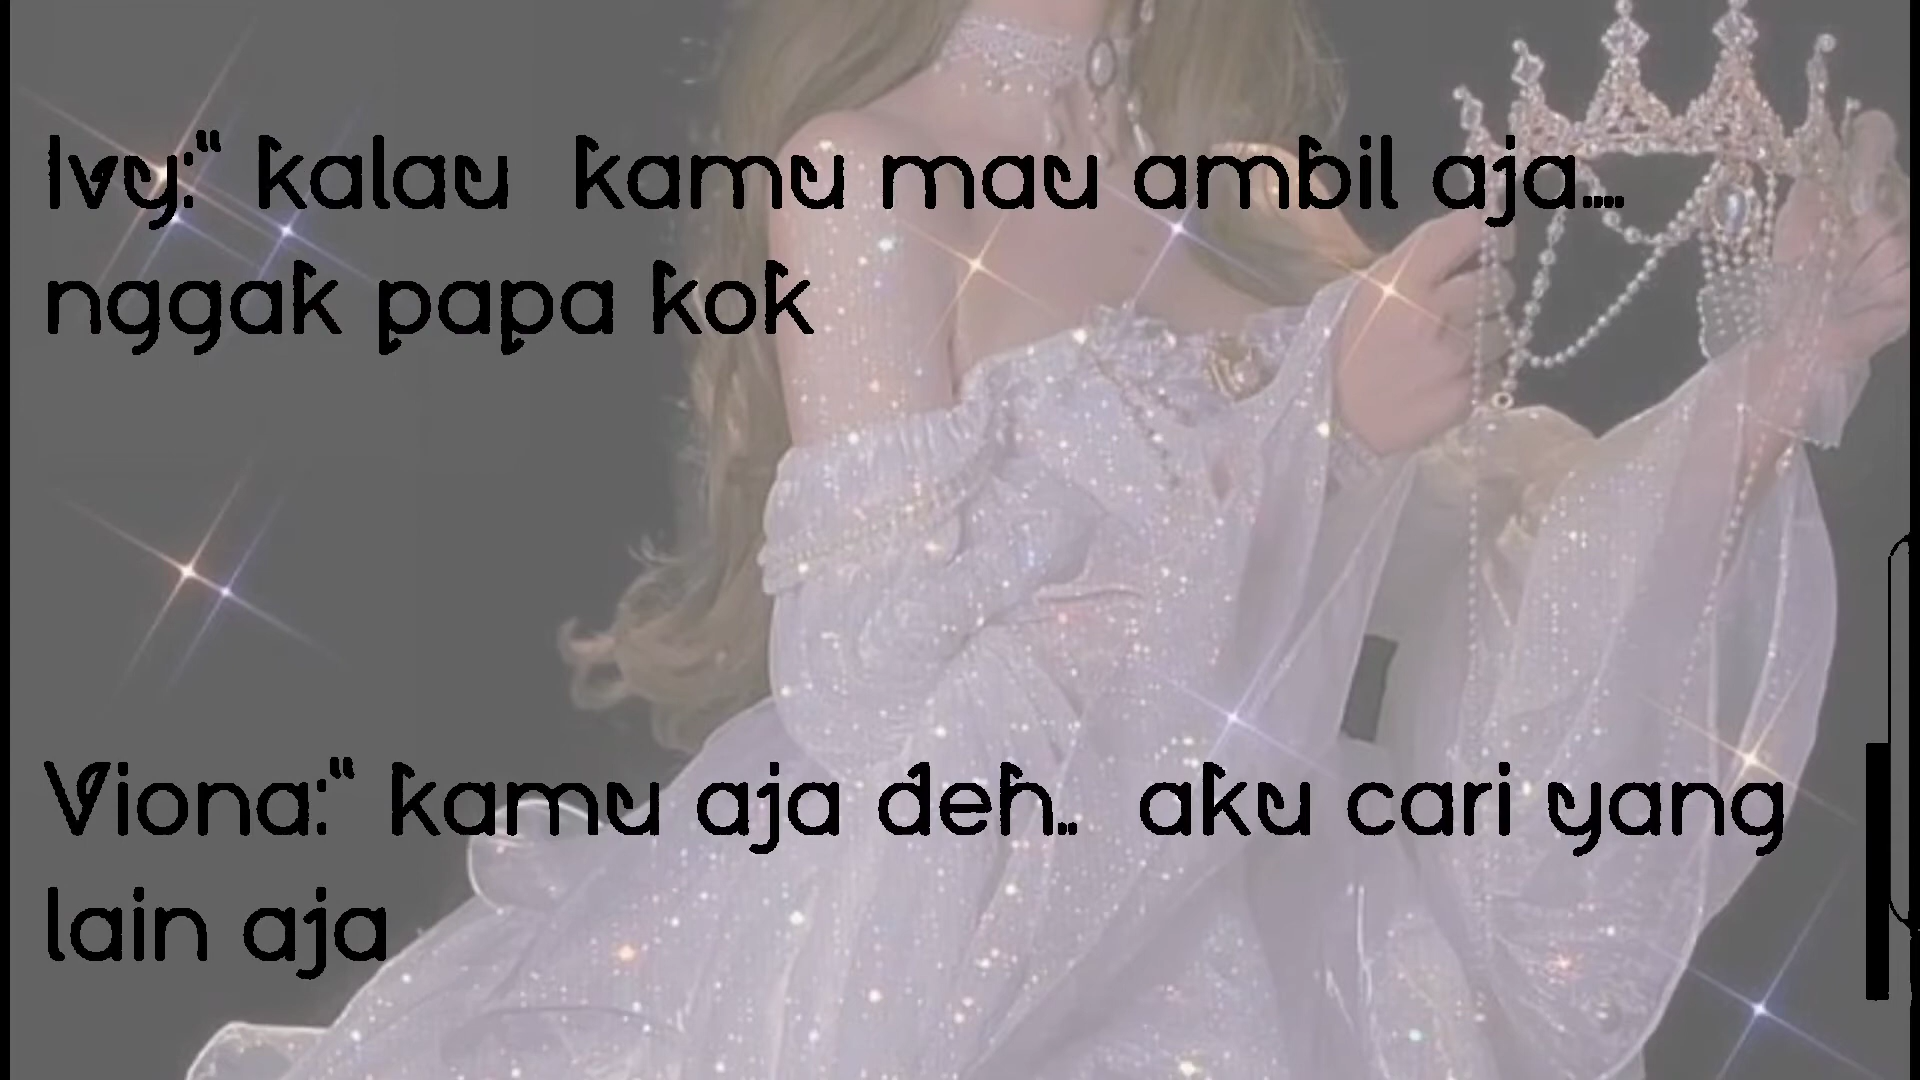 Ivy:“ kalau kamu mau ambil aja....
nggak papa kok
Viona:“ kamu aja deh.. aku cari yang
lain aja